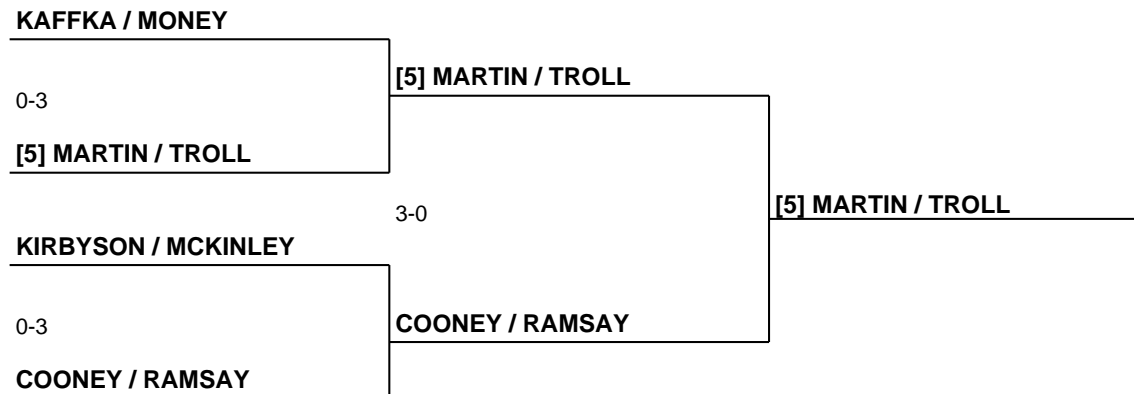 KAFFKA / MONEY
[5] MARTIN / TROLL
0-3
[5] MARTIN / TROLL
3-0
[5] MARTIN / TROLL
KIRBYSON / MCKINLEY
0-3
COONEY / RAMSAY
COONEY / RAMSAY